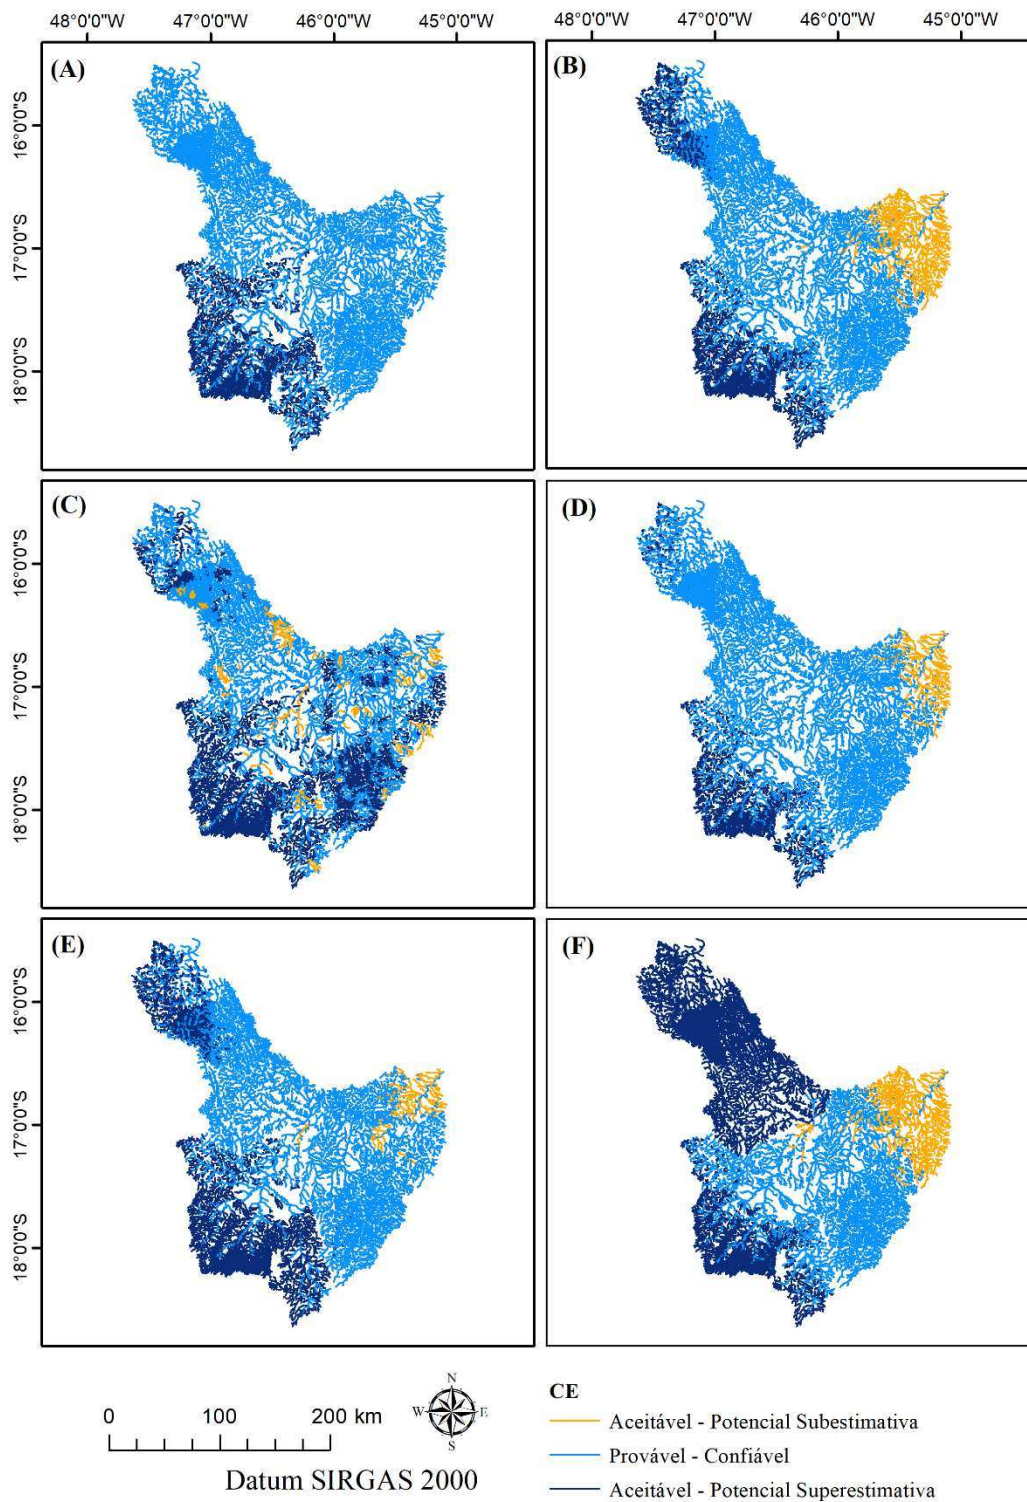 48°0'0"W 47°0'0"W 46°0'0"W 45°0'0"W 48°0'0"W 47°0'0"W 46°0'0"W 45°0'0"W
(A)
(B)
16°0'0"S
17°0'0"S
18°0'0"S
(C)
(D)
16°0'0"S
17°0'0"S
18°0'0"S
(E)
(F)
16°0'0"S
17°0'0"S
18°0'0"S
0 100 200 km
N
W E
S
Datum SIRGAS 2000
CE
Aceitável - Potencial Subestimativa
Provável - Confiável
Aceitável - Potencial Superestimativa